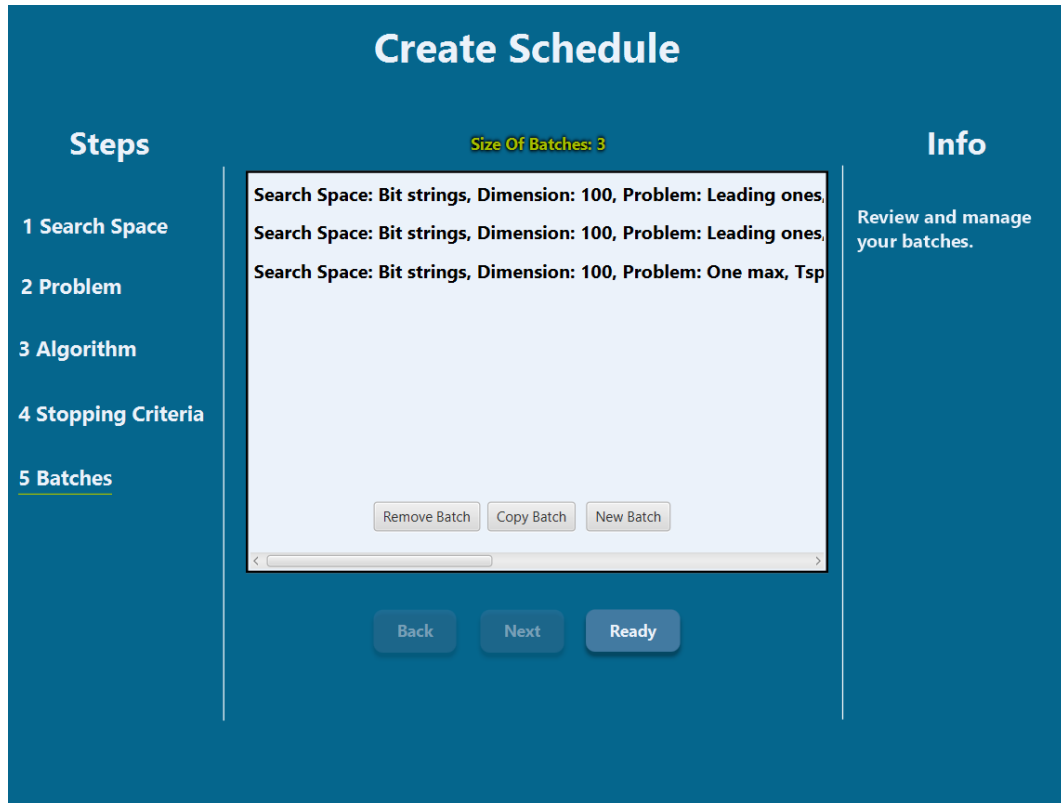 Create Schedule
Steps
1 Search Space
2 Problem
3 Algorithm
4 Stopping Criteria
5 Batches
Size Of Batches: 3
Search Space: Bit strings, Dimension: 100, Problem: Leading ones,
Search Space: Bit strings, Dimension: 100, Problem: Leading ones,
Search Space: Bit strings, Dimension: 100, Problem: One max, Tsp
Remove Batch
Copy Batch
New Batch
Back
Next
Ready
Info
Review and manage
your batches.